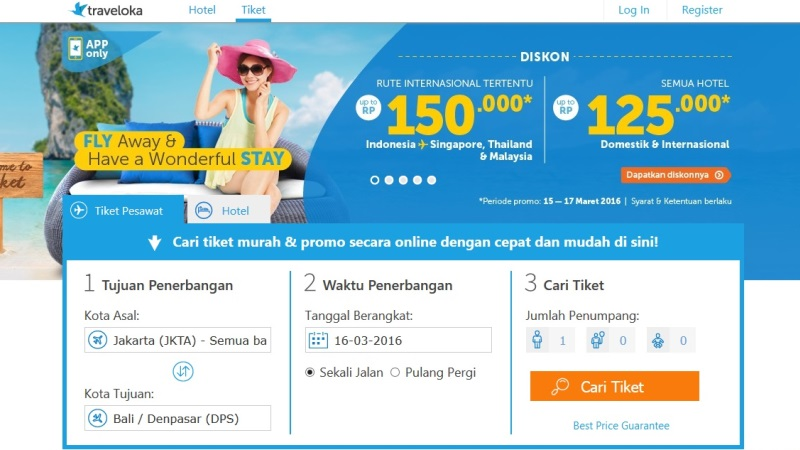 traveloka
Hotel
Tiket
Log In
Register
APP
only
FLY Away &
Have a Wonderful STAY
DISKON
RUTE INTERNASIONAL TERTENTU
up to
RP
150.000*
Indonesia Singapore, Thailand
& Malaysia
SEMUA HOTEL
up to
RP
125.000*
Domestik & Internasional
Dapatkan diskonnya
*Periode promo: 15 — 17 Maret 2016 | Syarat & Ketentuan berlaku
me to
Tiket Pesawat
Hotel
Cari tiket murah & promo secara online dengan cepat dan mudah di sini!
1 Tujuan Penerbangan
Kota Asal:
Jakarta (JKTA) - Semua ba
Kota Tujuan:
Bali / Denpasar (DPS)
2 Waktu Penerbangan
Tanggal Berangkat:
16-03-2016
Sekali Jalan
Pulang Pergi
3 Cari Tiket
Jumlah Penumpang:
1
0
0
Cari Tiket
Best Price Guarantee